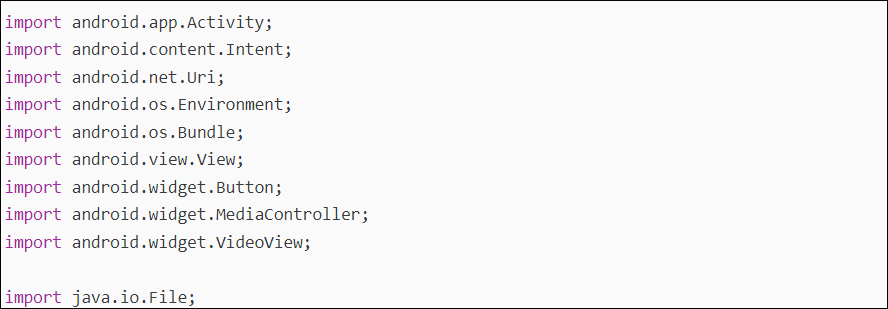 import android.app.Activity;
import android.content.Intent;
import android.net.Uri;
import android.os.Environment;
import android.os.Bundle;
import android.view.View;
import android.widget.Button;
import android.widget.MediaController;
import android.widget.VideoView;

import java.io.File;